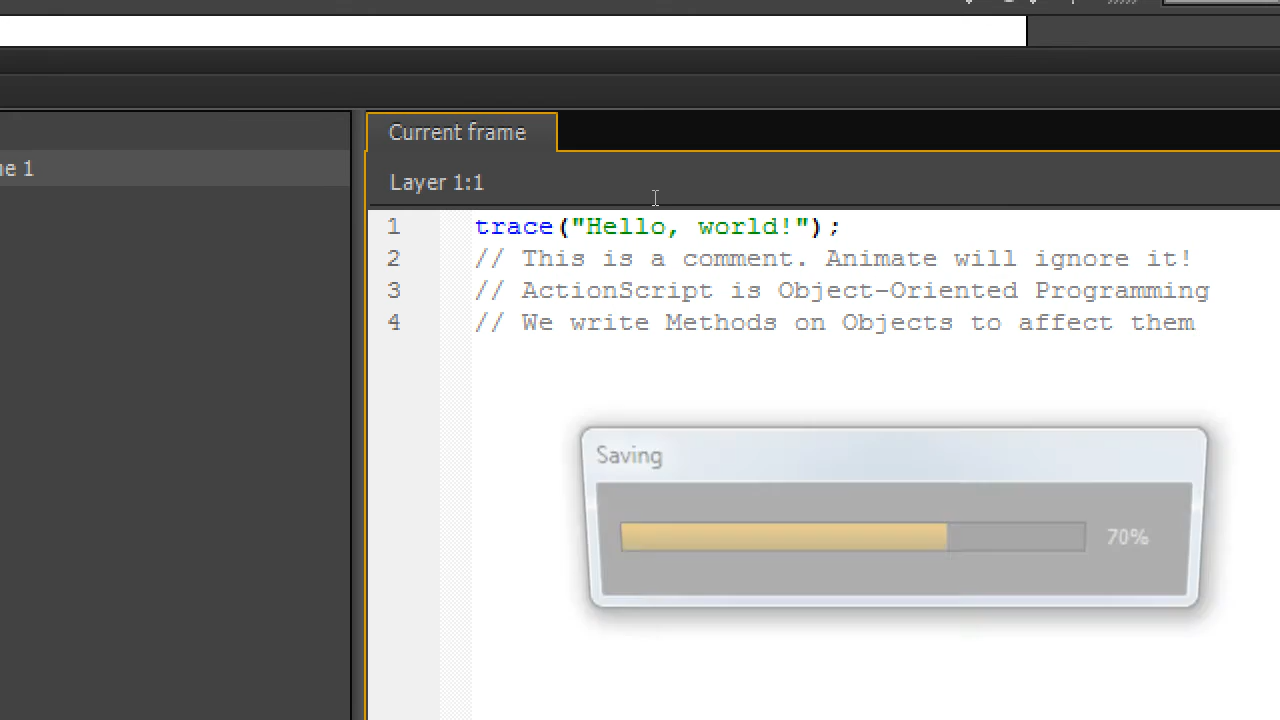 Current frame
e 1
Layer 1:1
1 trace("Hello, world!");
2 // This is a comment. Animate will ignore it!
3 // ActionScript is Object-Oriented Programming
4 // We write Methods on Objects to affect them
Saving
70%